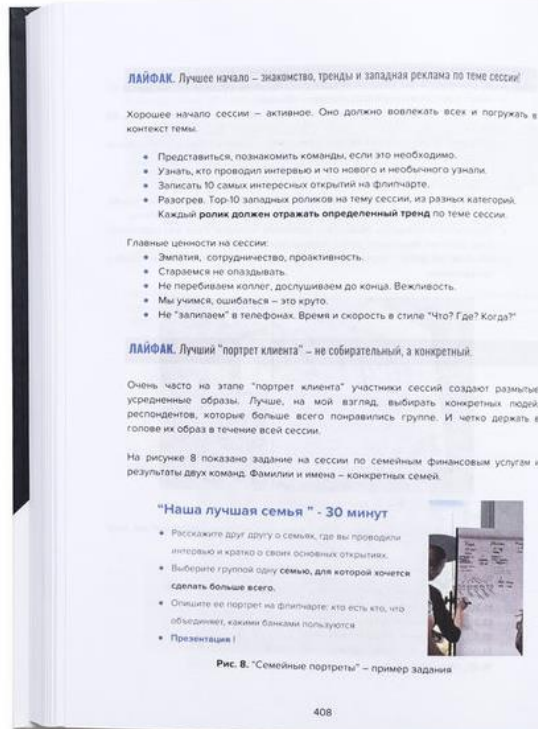 ЛАЙФАК. Лучшее начало – знакомство, тренды и западная реклама по теме сессии!
Хорошее начало сессии – активное. Оно должно вовлекать всех и погружать в
контекст темы.
• Представиться, познакомить команды, если это необходимо.
• Узнать, кто проводил интервью и что нового и необычного узнали.
• Записать 10 самых интересных открытий на флипчарте.
• Разогрев. Top-10 западных роликов на тему сессии, из разных категорий.
Каждый ролик должен отражать определенный тренд по теме сессии.
Главные ценности на сессии:
• Эмпатия, сотрудничество, проактивность.
• Стараемся не опаздывать.
• Не перебиваем коллег, дослушиваем до конца. Вежливость.
• Мы учимся, ошибаться – это круто.
• Не "залипаем" в телефонах. Время и скорость в стиле "Что? Где? Когда?"
ЛАЙФАК. Лучший "портрет клиента" – не собирательный, а конкретный.
Очень часто на этапе "портрет клиента" участники сессий создают размытые
усредненные образы. Лучше, на мой взгляд, выбирать конкретных людей,
респондентов, которые больше всего понравились группе. И четко держать в
голове их образ в течение всей сессии.
На рисунке 8 показано задание на сессии по семейным финансовым услугам и
результаты двух команд. Фамилии и имена – конкретных семей.
"Наша лучшая семья " - 30 минут
• Расскажите друг другу о семьях, где вы проводили
интервью и кратко о своих основных открытиях.
• Выберите группой одну семью, для которой хочется
сделать больше всего.
• Опишите ее портрет на флипчарте: кто есть кто, что
объединяет, какими банками пользуются
• Презентация !
Рис. 8. "Семейные портреты" – пример задания
408